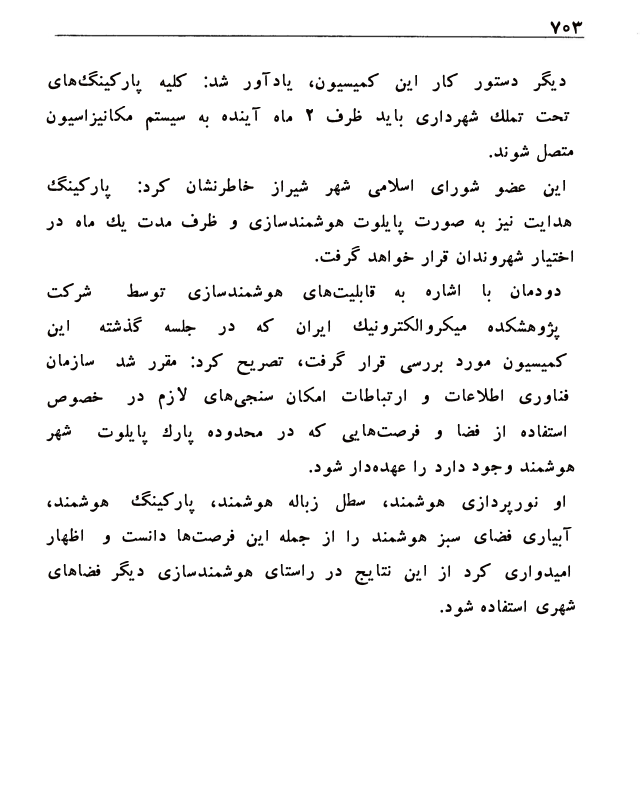 ۷۰۳
دیگر دستور کار این کمیسیون، یادآور شد: کلیه پارکینگ‌های
تحت تملك شهرداری باید ظرف ۲ ماه آینده به سیستم مکانیزاسیون
متصل شوند.
این عضو شورای اسلامی شهر شیراز خاطرنشان کرد: پارکینگ
هدایت نیز به صورت پایلوت هوشمندسازی و ظرف مدت یك ماه در
اختیار شهروندان قرار خواهد گرفت.
دودمان با اشاره به قابلیت‌های هوشمندسازی توسط شرکت
پژوهشکده میکروالکترونیك ایران که در جلسه گذشته این
کمیسیون مورد بررسی قرار گرفت، تصریح کرد: مقرر شد سازمان
فناوری اطلاعات و ارتباطات امکان سنجی‌های لازم در خصوص
استفاده از فضا و فرصت‌هایی که در محدوده پارك پایلوت شهر
هوشمند وجود دارد را عهده‌دار شود.
او نورپردازی هوشمند، سطل زباله هوشمند، پارکینگ هوشمند،
آبیاری فضای سبز هوشمند را از جمله این فرصت‌ها دانست و اظهار
امیدواری کرد از این نتایج در راستای هوشمندسازی دیگر فضاهای
شهری استفاده شود.